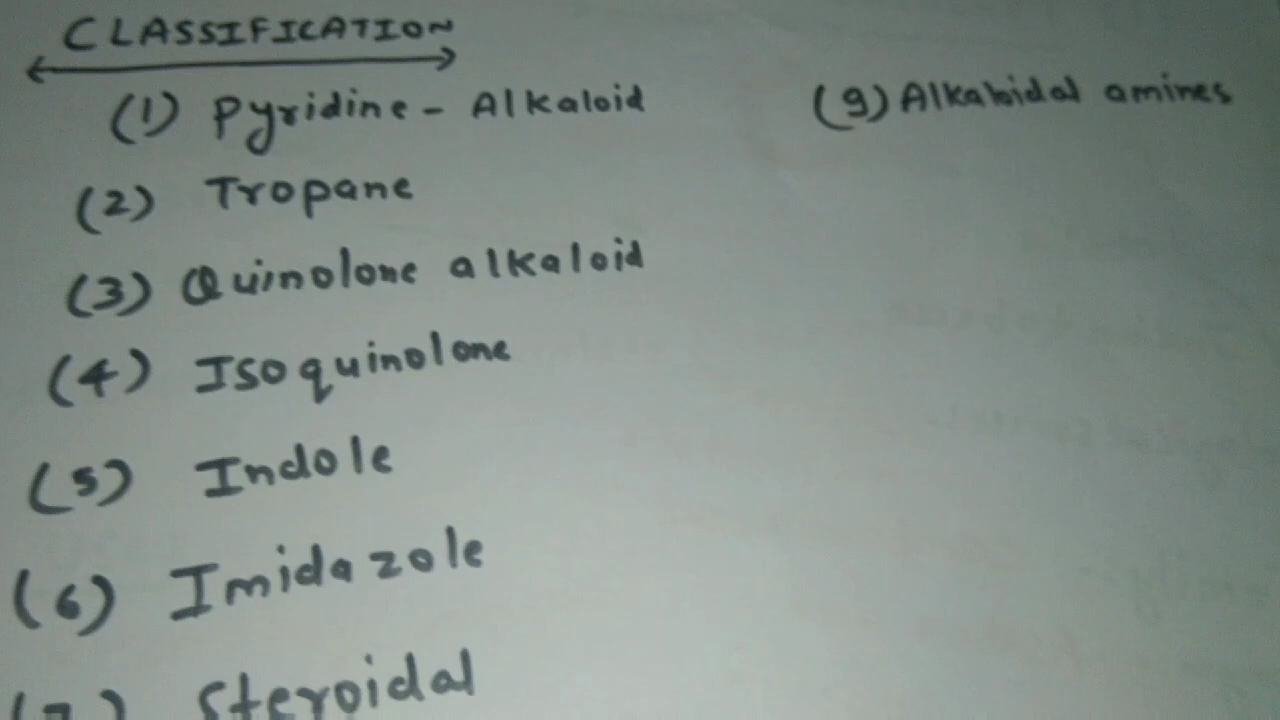 CLASSIFICATION
(1) Pyridine - Alkaloid
(2) Tropane
(3) Quinolone alkaloid
(4) Isoquinolone
(5) Indole
(6) Imidazole
(7) Steroidal
(9) Alkaloidal amines